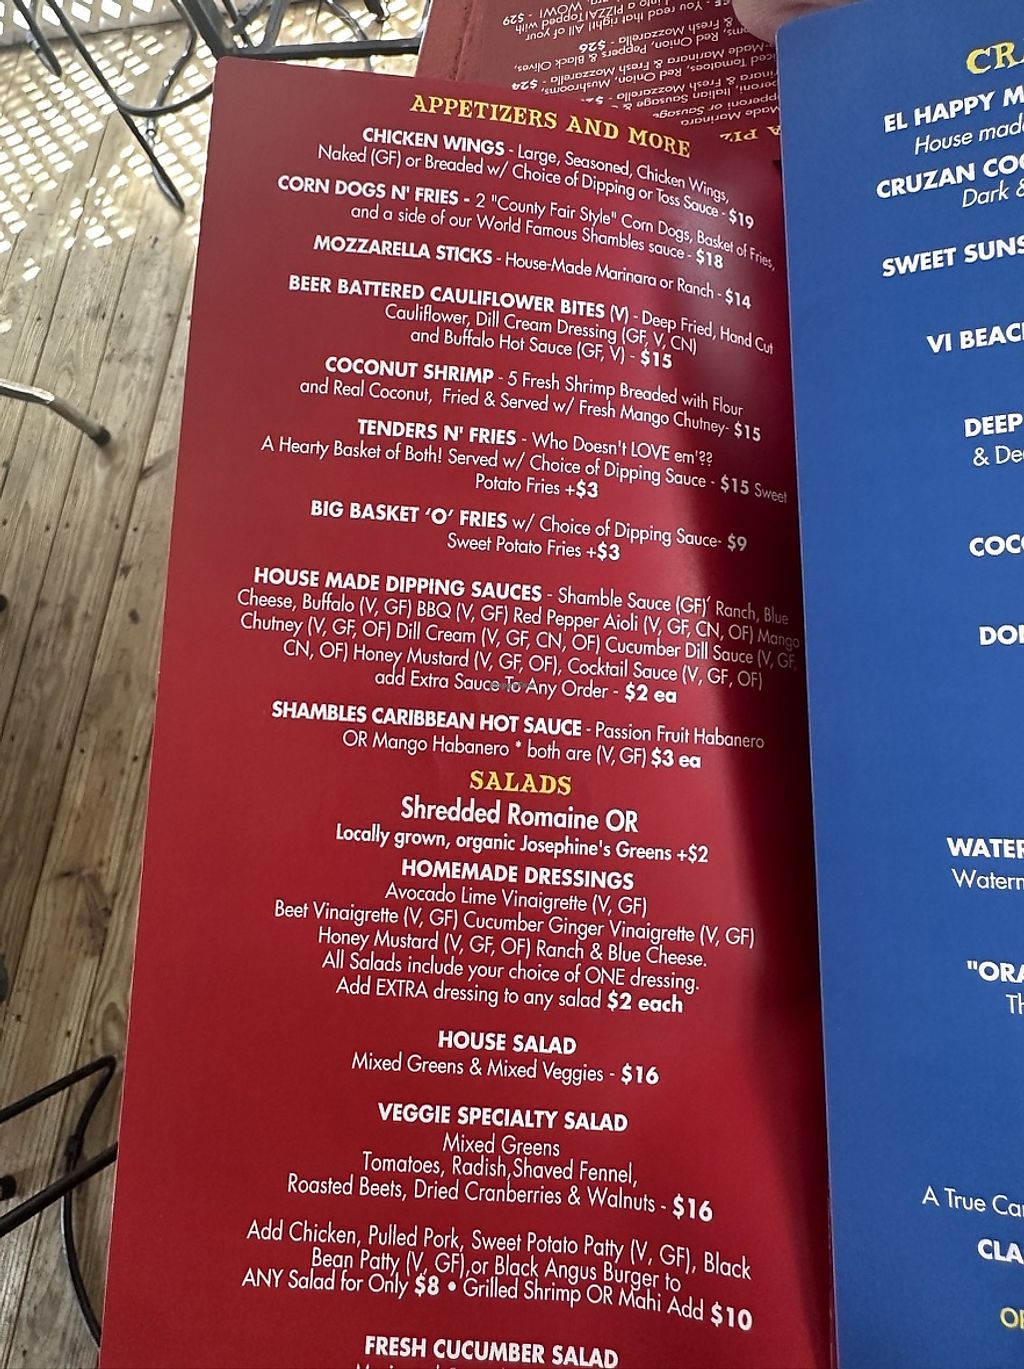 APPETIZERS AND MORE
CHICKEN WINGS - Large, Seasoned, Chicken Wings,
Naked (GF) or Breaded w/ Choice of Dipping or Toss Sauce - $19
CORN DOGS N' FRIES - 2 "County Fair Style" Corn Dogs, Basket of Fries,
and a side of our World Famous Shambles sauce - $18
MOZZARELLA STICKS - House-Made Marinara or Ranch - $14
BEER BATTERED CAULIFLOWER BITES (V) - Deep Fried, Hand Cut
Cauliflower, Dill Cream Dressing (GF, V, CN)
and Buffalo Hot Sauce (GF, V) - $15
COCONUT SHRIMP - 5 Fresh Shrimp Breaded with Flour
and Real Coconut, Fried & Served w/ Fresh Mango Chutney- $15
TENDERS N' FRIES - Who Doesn't LOVE em'??
A Hearty Basket of Both! Served w/ Choice of Dipping Sauce - $15 Sweet
Potato Fries +$3
BIG BASKET ‘O’ FRIES w/ Choice of Dipping Sauce- $9
Sweet Potato Fries +$3
HOUSE MADE DIPPING SAUCES - Shamble Sauce (GF)’ Ranch, Blue
Cheese, Buffalo (V, GF) BBQ (V, GF) Red Pepper Aioli (V, GF, CN, OF) Mango
Chutney (V, GF, OF) Dill Cream (V, GF, CN, OF) Cucumber Dill Sauce (V, GF,
CN, OF) Honey Mustard (V, GF, OF), Cocktail Sauce (V, GF, OF)
add Extra Sauce To Any Order - $2 ea
SHAMBLES CARIBBEAN HOT SAUCE - Passion Fruit Habanero
OR Mango Habanero * both are (V, GF) $3 ea
SALADS
Shredded Romaine OR
Locally grown, organic Josephine's Greens +$2
HOMEMADE DRESSINGS
Avocado Lime Vinaigrette (V, GF)
Beet Vinaigrette (V, GF) Cucumber Ginger Vinaigrette (V, GF)
Honey Mustard (V, GF, OF) Ranch & Blue Cheese.
All Salads include your choice of ONE dressing.
Add EXTRA dressing to any salad $2 each
HOUSE SALAD
Mixed Greens & Mixed Veggies - $16
VEGGIE SPECIALTY SALAD
Mixed Greens
Tomatoes, Radish,Shaved Fennel,
Roasted Beets, Dried Cranberries & Walnuts - $16
Add Chicken, Pulled Pork, Sweet Potato Patty (V, GF), Black
Bean Patty (V, GF),or Black Angus Burger to
ANY Salad for Only $8 • Grilled Shrimp OR Mahi Add $10
FRESH CUCUMBER SALAD
EL HAPPY
House made
CRUZAN
Dark &
SWEET
VI
DEEP
&
A True